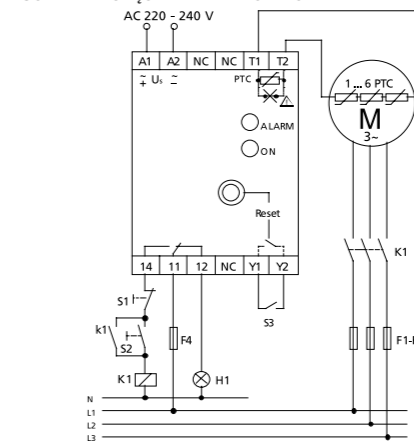 AC 220 - 240 V
A1 A2 NC NC T1 T2
~ + Us ~ –
PTC
ALARM
ON
Reset
14 11 12 NC Y1 Y2
1 ... 6 PTC
M
3~
K1
S1
k1
S2
F4
S3
K1
H1
N
L1
L2
L3